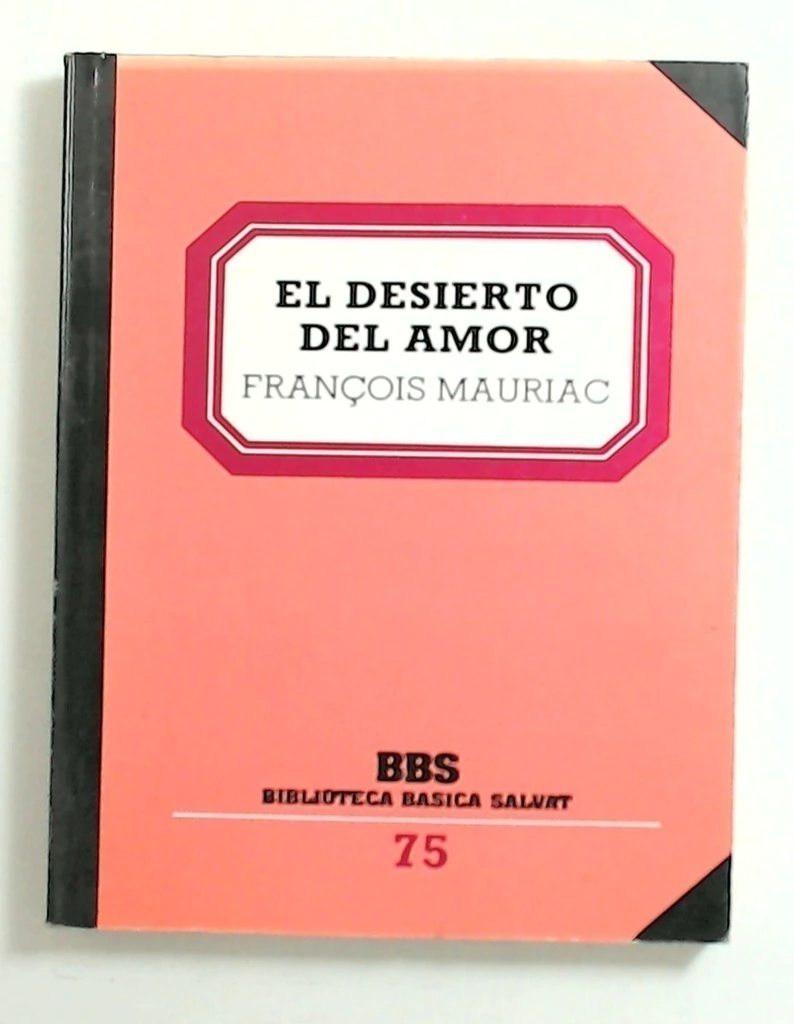 EL DESIERTO
DEL AMOR
FRANÇOIS MAURIAC
BBS
BIBLIOTECA BASICA SALVAT
75